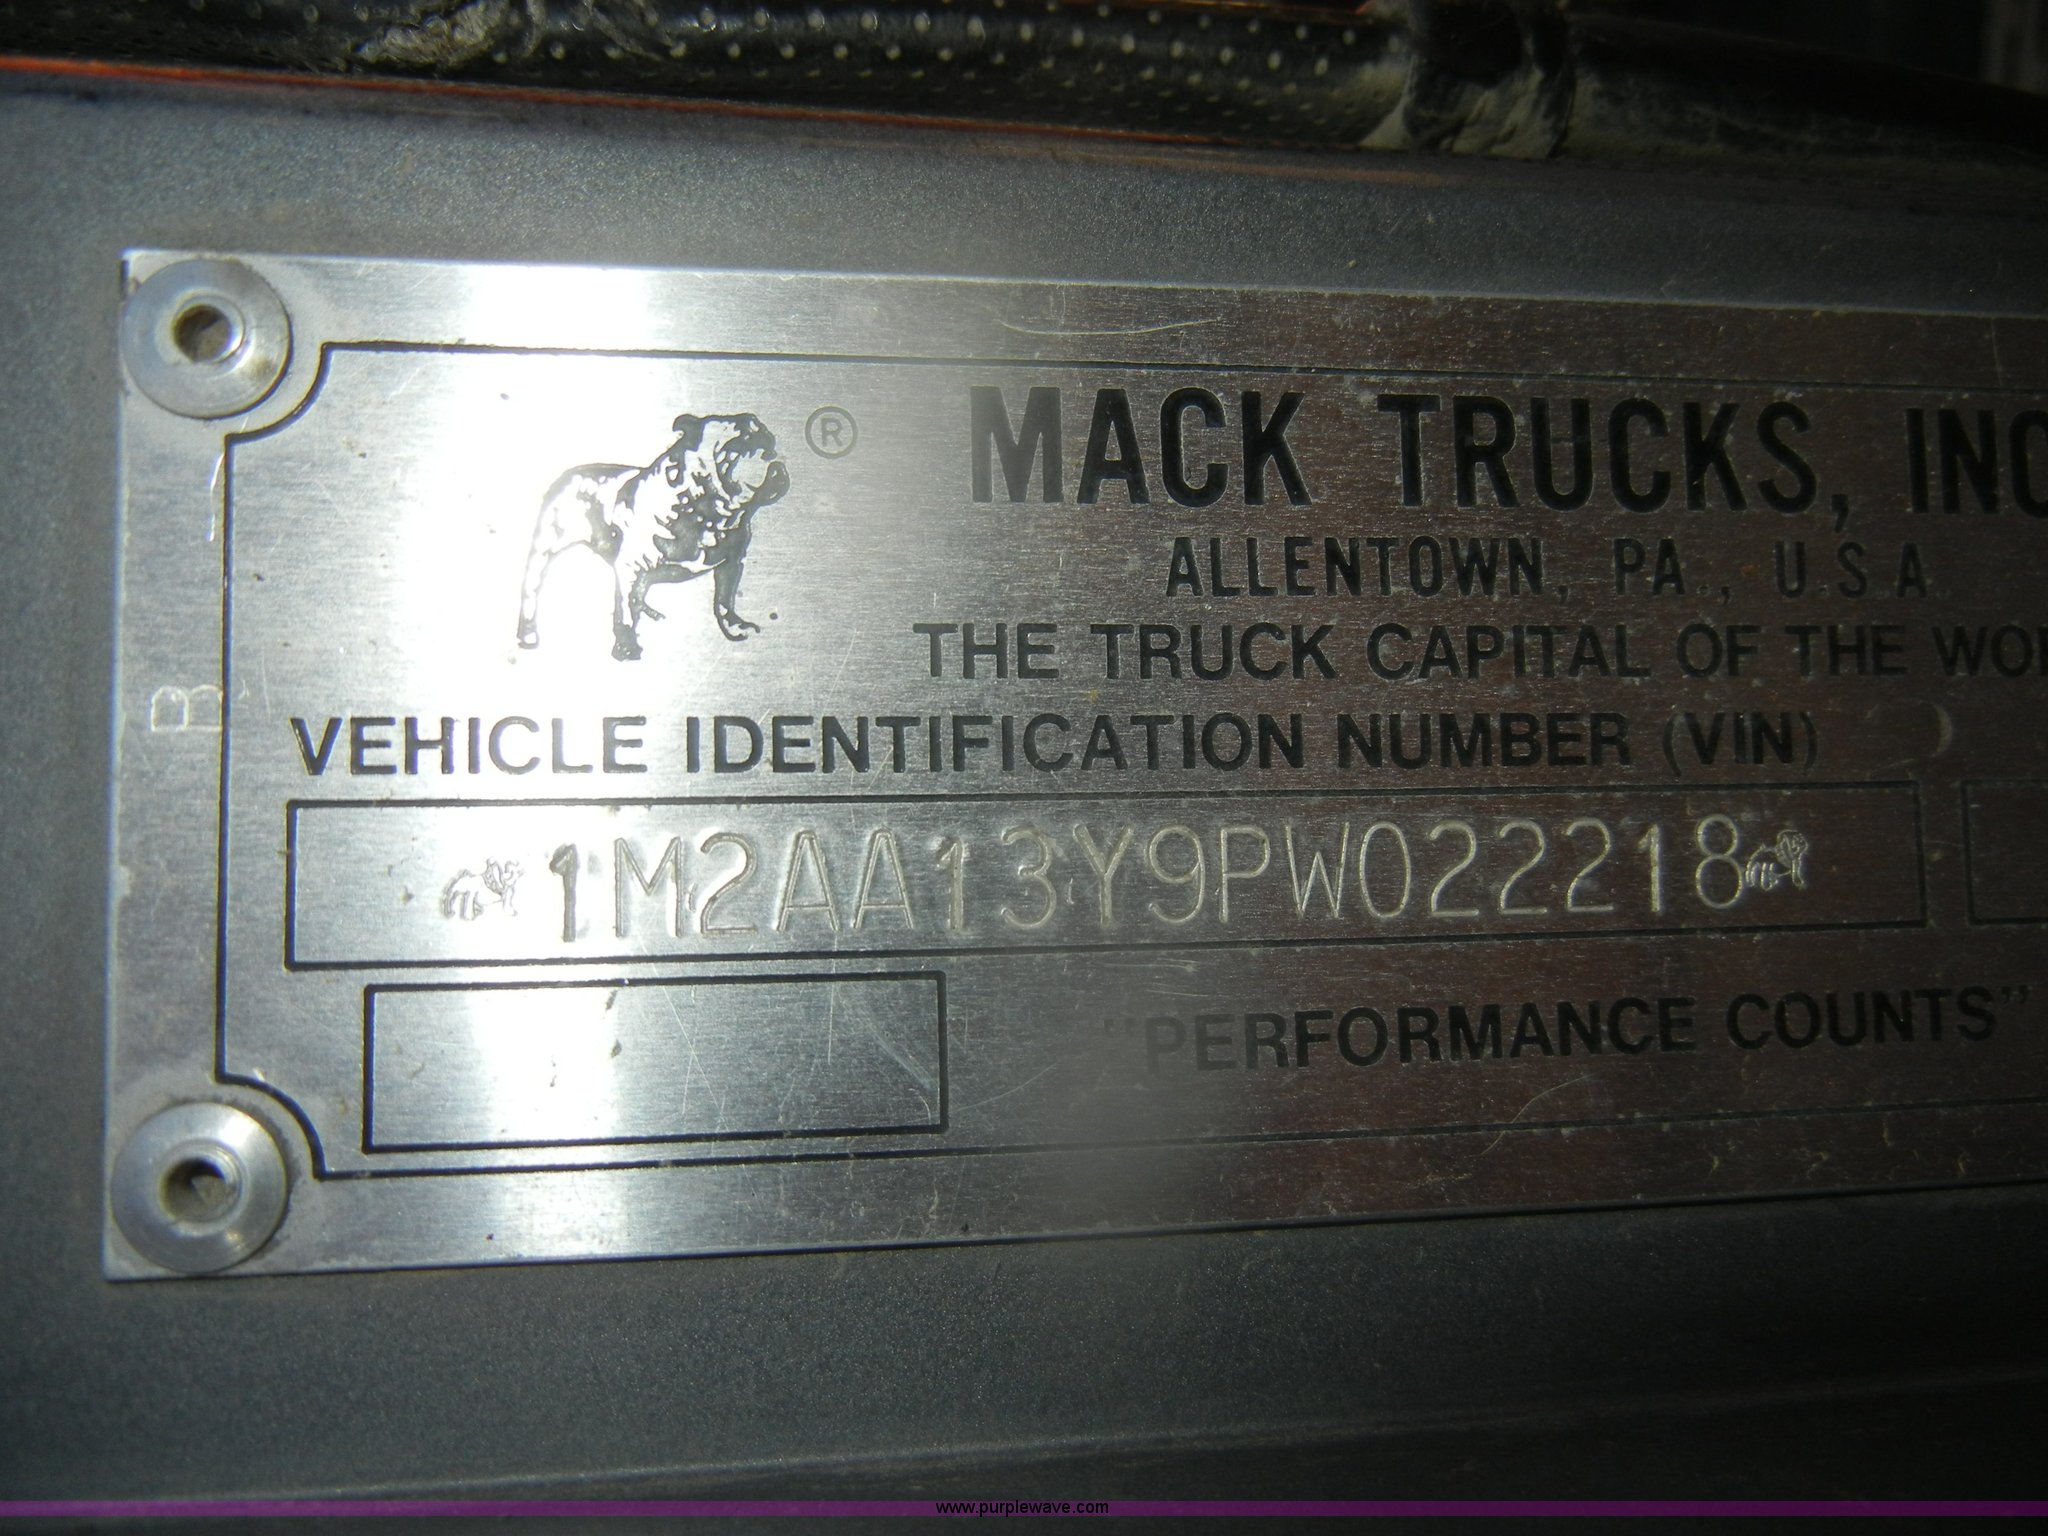 ®
MACK TRUCKS, INC
ALLENTOWN, PA., U.S.A.
THE TRUCK CAPITAL OF THE
B
VEHICLE IDENTIFICATION NUMBER (VIN)
1M2AA13Y9PW022218
"PERFORMANCE COUNTS"
www.purplewave.com